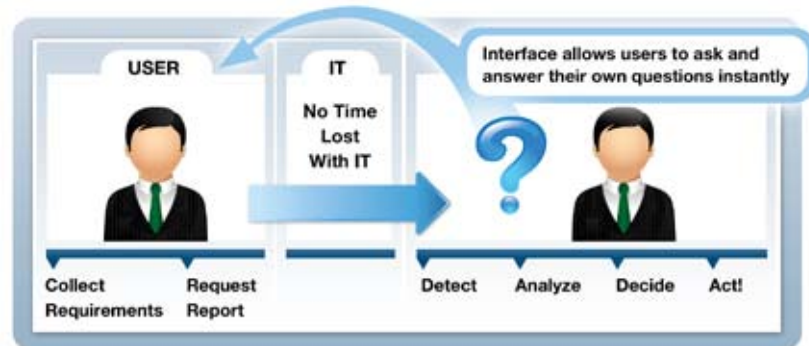 Interface allows users to ask and
answer their own questions instantly
USER
IT
No Time
Lost
With IT
?
Collect
Requirements
Request
Report
Detect
Analyze
Decide
Act!